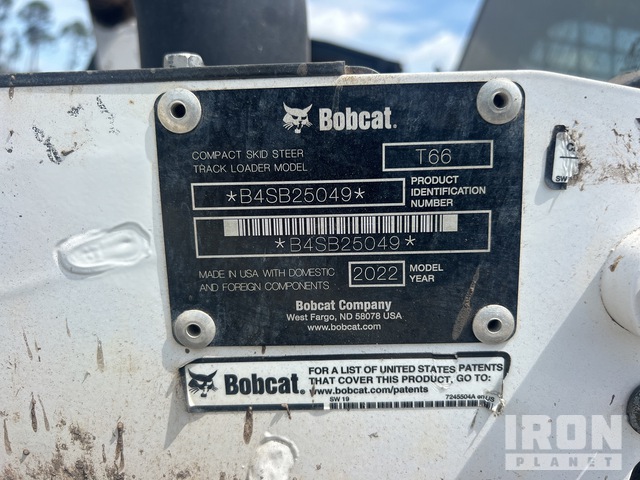 Bobcat.
COMPACT SKID STEER
TRACK LOADER MODEL
T66
*B4SB25049*
PRODUCT
IDENTIFICATION
NUMBER
*B4SB25049*
MADE IN USA WITH DOMESTIC
AND FOREIGN COMPONENTS
2022
MODEL
YEAR
Bobcat Company
West Fargo, ND 58078 USA
www.bobcat.com
Bobcat.
FOR A LIST OF UNITED STATES PATENTS
THAT COVER THIS PRODUCT, GO TO:
www.bobcat.com/patents
SW 19
7245504A enUS
SW
IRON
PLANET